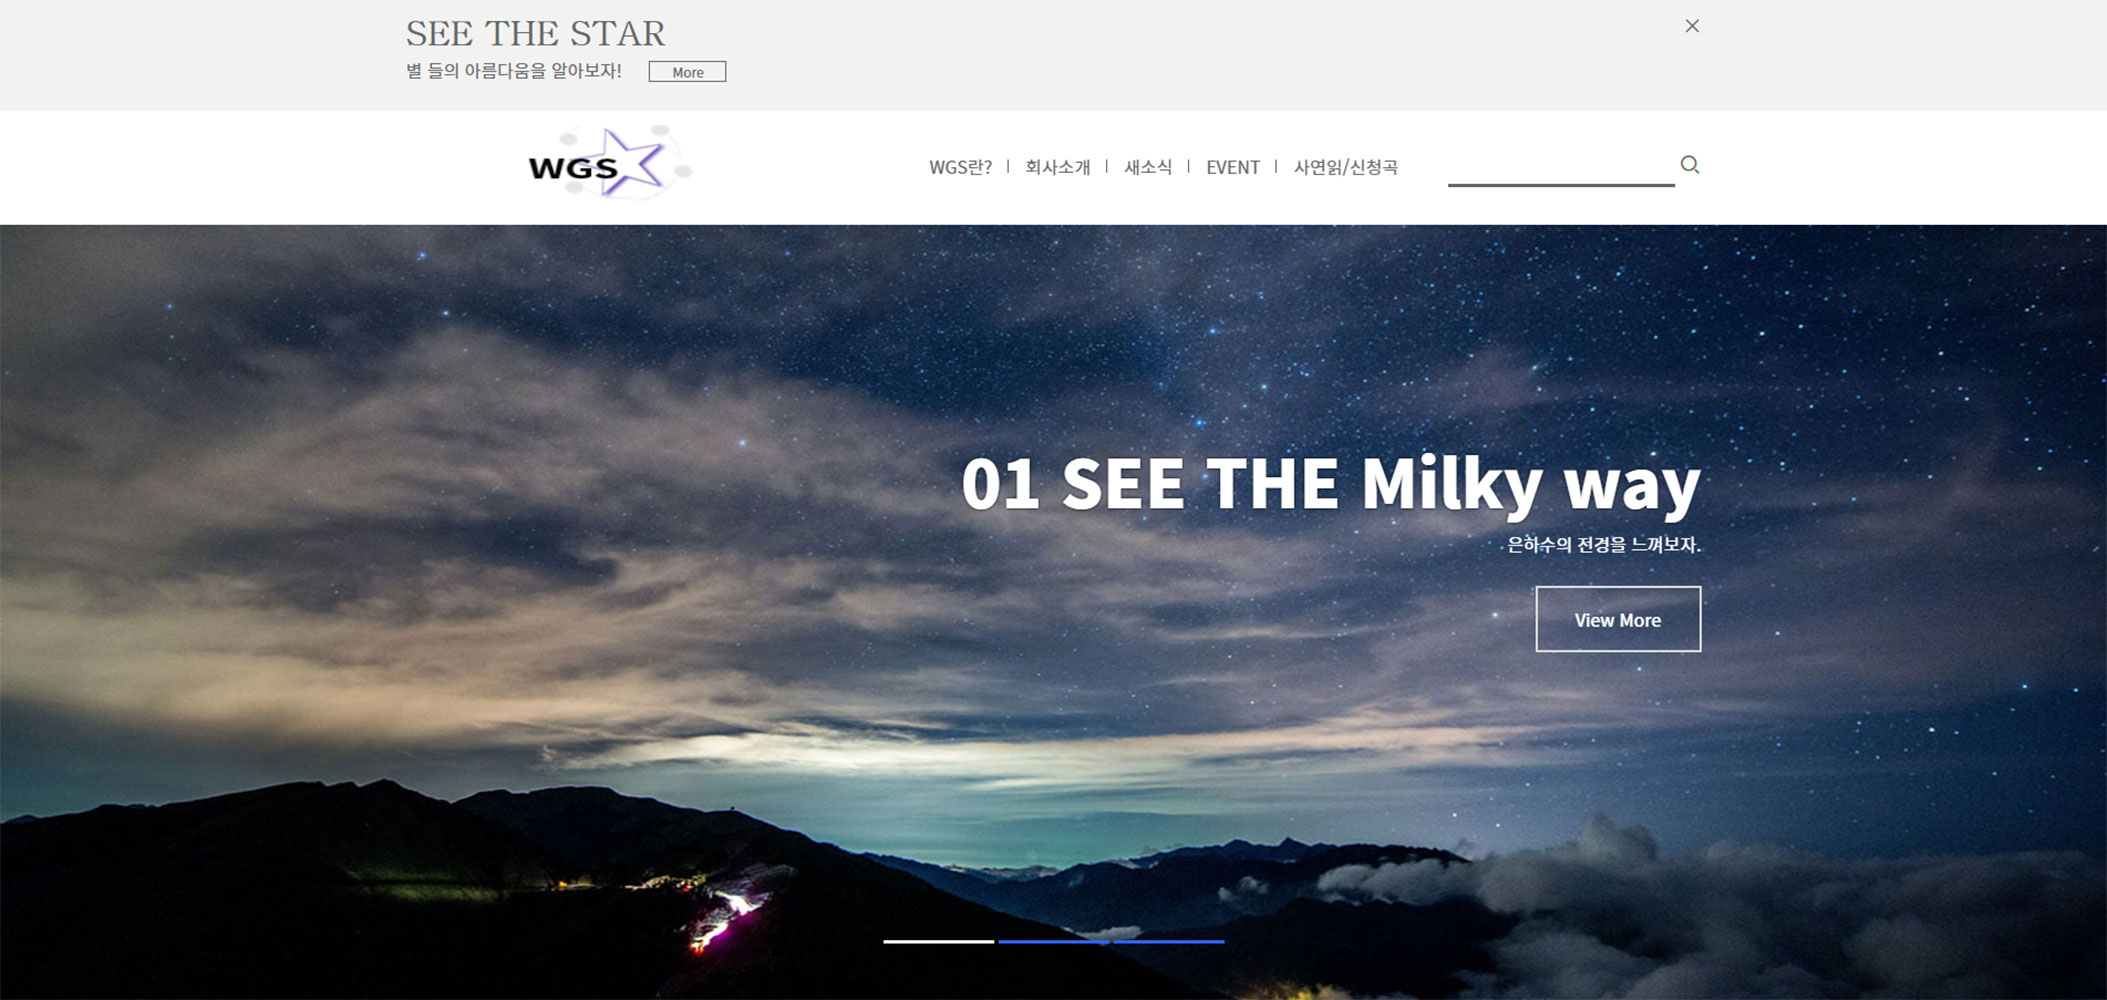 SEE THE STAR
별 들의 아름다움을 알아보자!
More
WGS
WGS란?
회사소개
새소식
EVENT
사연읽/신청곡
01 SEE THE Milky way
은하수의 전경을 느껴보자.
View More